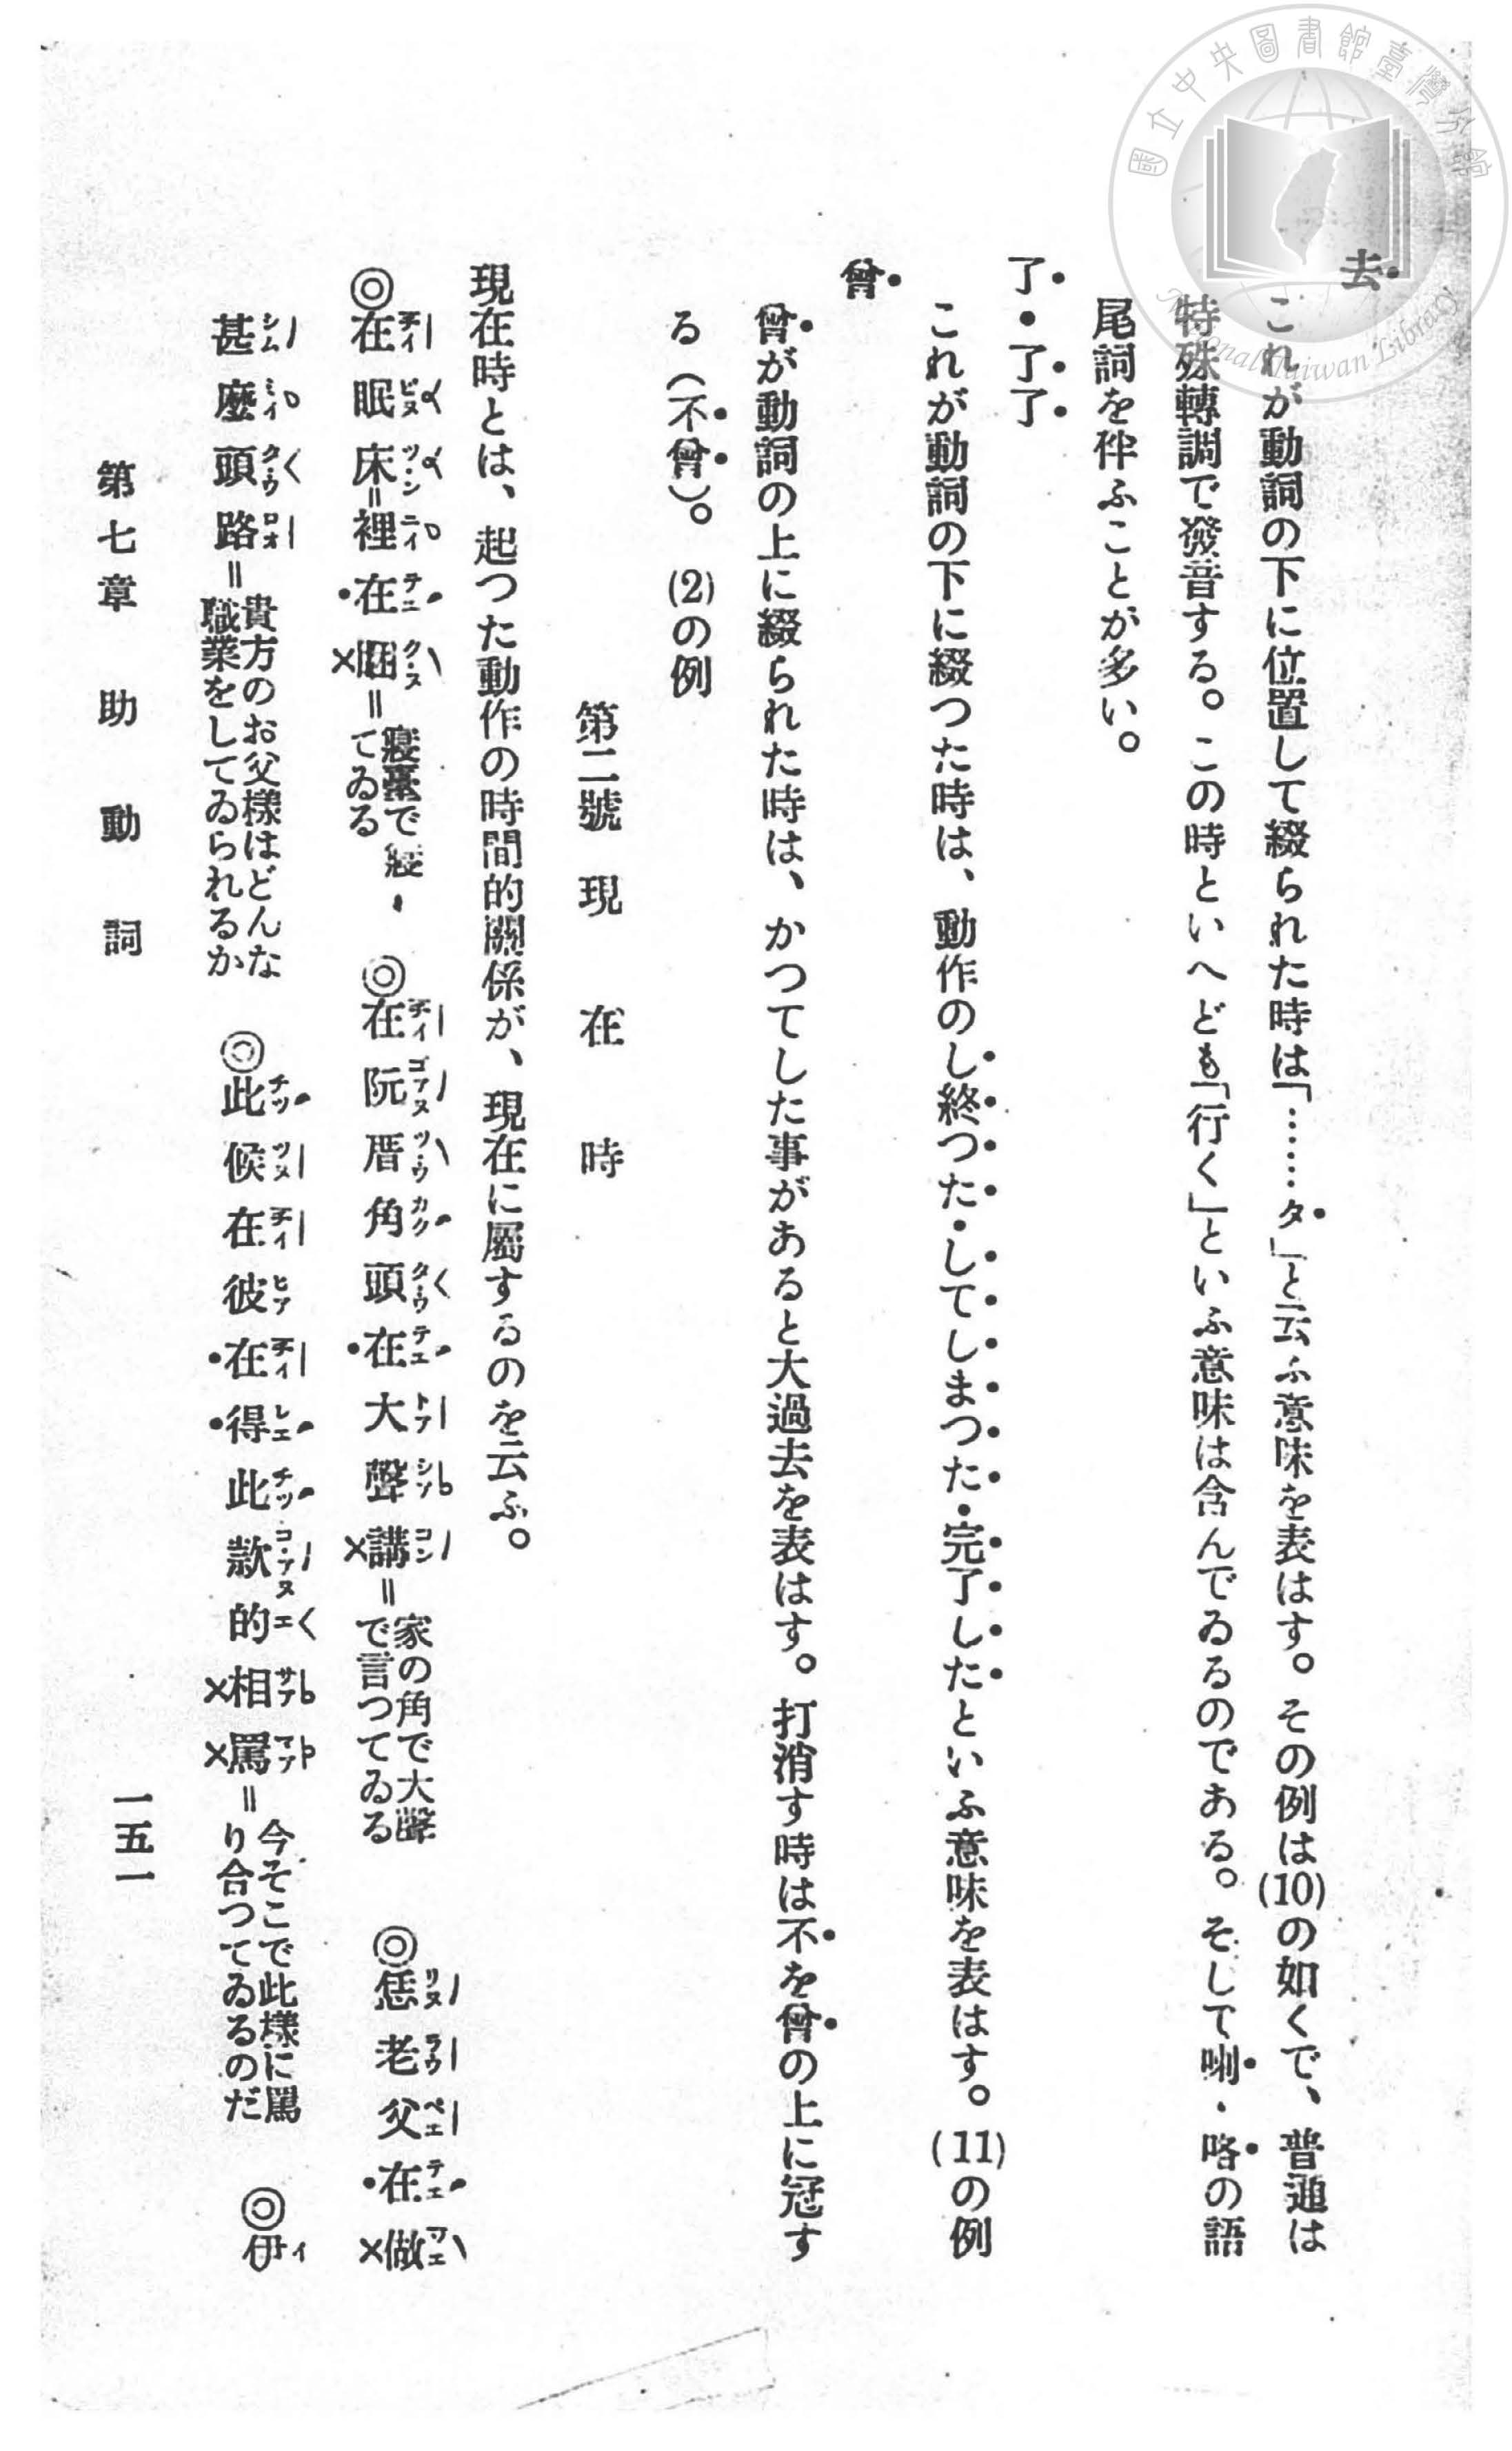 去
これが動詞の下に位置して綴られた時は「……タ」と云ふ意味を表はす。その例は(10)の如くで、普通は
特殊轉調で發音する。この時といへども「行く」といふ意味は含んでゐるのである。そして唎・咯の語
尾詞を伴ふことが多い。
了・了了
これが動詞の下に綴つた時は、動作のし終つた・してしまつた・完了したといふ意味を表はす。(11)の例
曾
曾が動詞の上に綴られた時は、かつてした事があると大過去を表はす。打消す時は不を曾の上に冠す
る(不曾)。(2)の例
第二號 現在時
現在時とは、起つた動作の時間的關係が、現在に屬するのを云ふ。
◎在眠床裡在睏=寢臺で寢てゐる ◎在阮厝角頭在大聲講=家の角で大聲で言つてゐる ◎恁老父在做
甚麼頭路=貴方のお父樣はどんな職業をしてゐられるか ◎此候在彼在得此款的相罵=今そこで此樣に罵り合つてゐるのだ ◎伊
第七章 助動詞
一五一
國立中央圖書館臺灣分館
National Taiwan Library